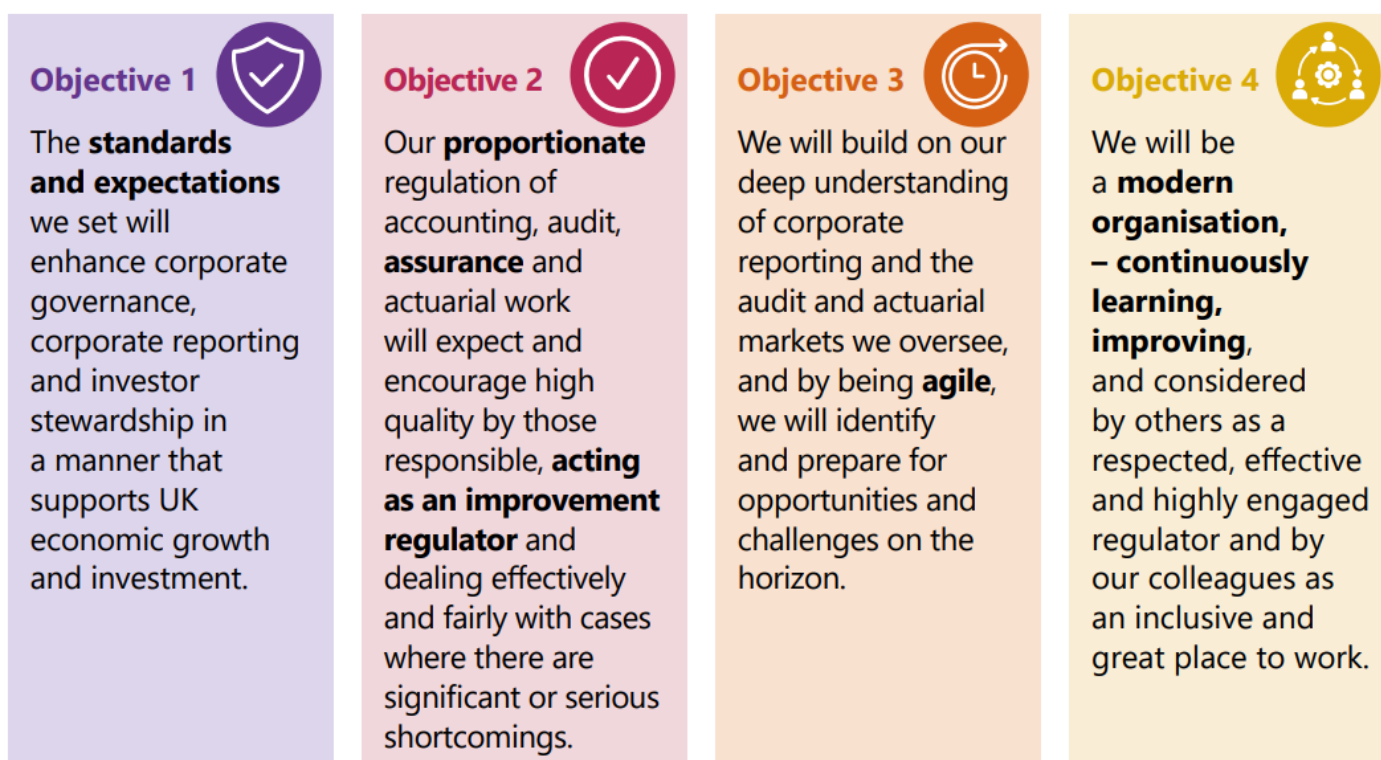 Objective 1
The standards
and expectations
we set will
enhance corporate
governance,
corporate reporting
and investor
stewardship in
a manner that
supports UK
economic growth
and investment.
Objective 2
Our proportionate
regulation of
accounting, audit,
assurance and
actuarial work
will expect and
encourage high
quality by those
responsible, acting
as an improvement
regulator and
dealing effectively
and fairly with cases
where there are
significant or serious
shortcomings.
Objective 3
We will build on our
deep understanding
of corporate
reporting and the
audit and actuarial
markets we oversee,
and by being agile,
we will identify
and prepare for
opportunities and
challenges on the
horizon.
Objective 4
We will be
a modern
organisation,
– continuously
learning,
improving,
and considered
by others as a
respected, effective
and highly engaged
regulator and by
our colleagues as
an inclusive and
great place to work.